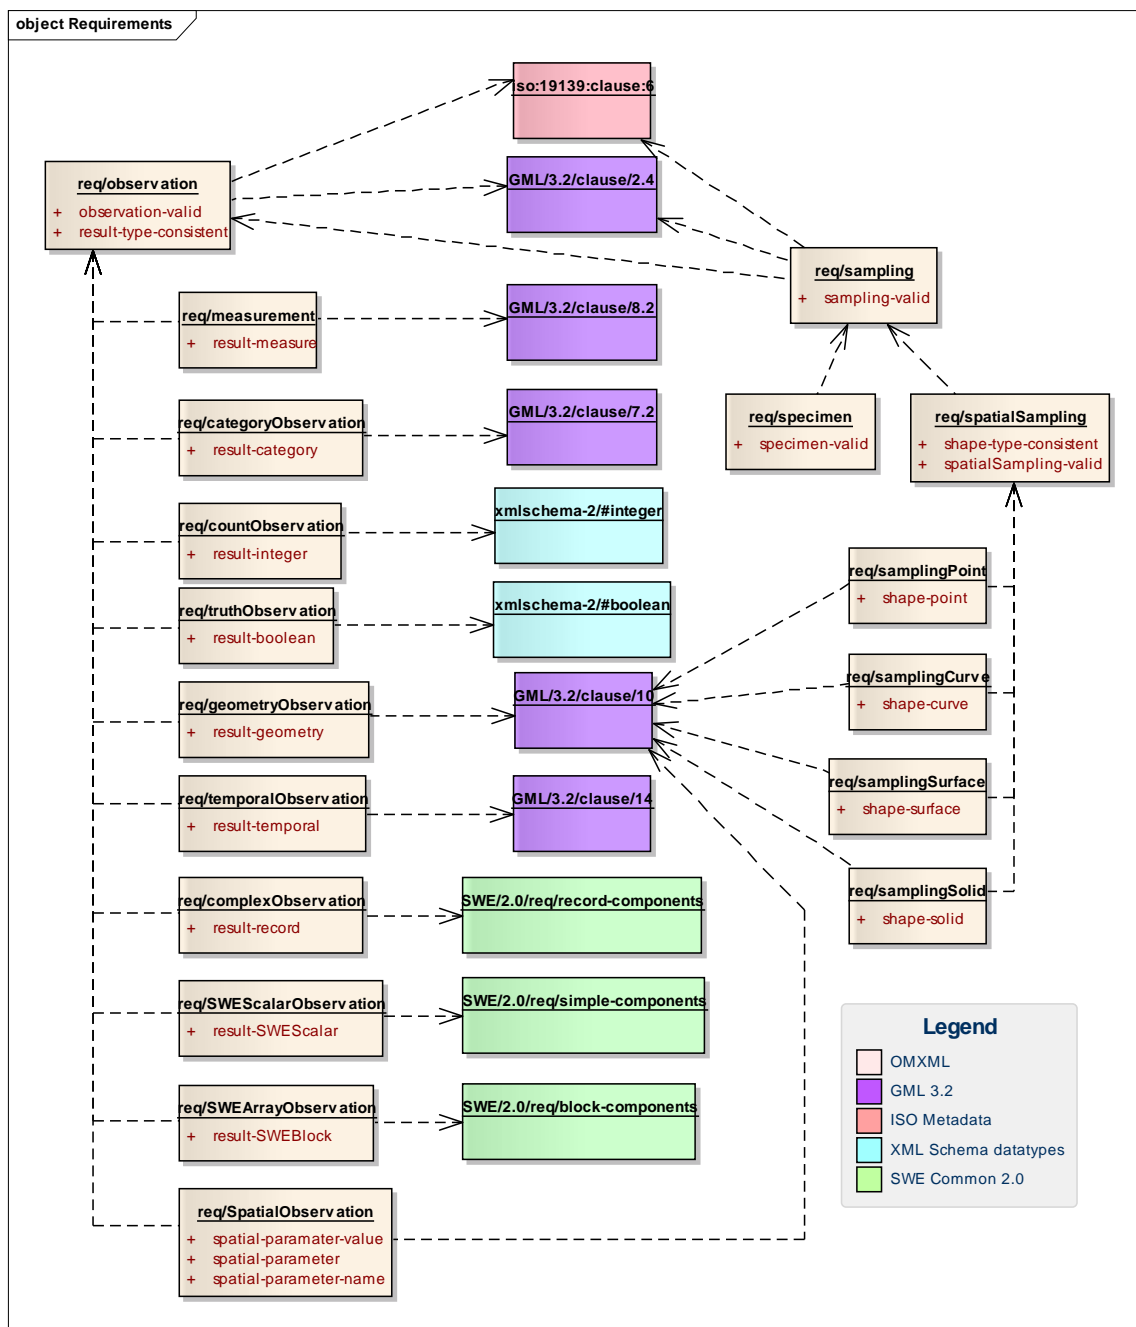 object Requirements
iso:19139:clause:6
req/observation
+ observation-valid
+ result-type-consistent
GML/3.2/clause/2.4
req/sampling
+ sampling-valid
req/measurement
+ result-measure
GML/3.2/clause/8.2
req/categoryObservation
+ result-category
GML/3.2/clause/7.2
req/specimen
+ specimen-valid
req/spatialSampling
+ shape-type-consistent
+ spatialSampling-valid
req/countObservation
+ result-integer
xmlschema-2/#integer
req/truthObservation
+ result-boolean
xmlschema-2/#boolean
req/samplingPoint
+ shape-point
req/geometryObservation
+ result-geometry
GML/3.2/clause/10
req/samplingCurve
+ shape-curve
req/temporalObservation
+ result-temporal
GML/3.2/clause/14
req/samplingSurface
+ shape-surface
req/complexObservation
+ result-record
SWE/2.0/req/record-components
req/samplingSolid
+ shape-solid
req/SWEScalarObservation
+ result-SWEScalar
SWE/2.0/req/simple-components
req/SWEArrayObservation
+ result-SWEBlock
SWE/2.0/req/block-components
req/SpatialObservation
+ spatial-paramater-value
+ spatial-parameter
+ spatial-parameter-name
Legend
OMXML
GML 3.2
ISO Metadata
XML Schema datatypes
SWE Common 2.0